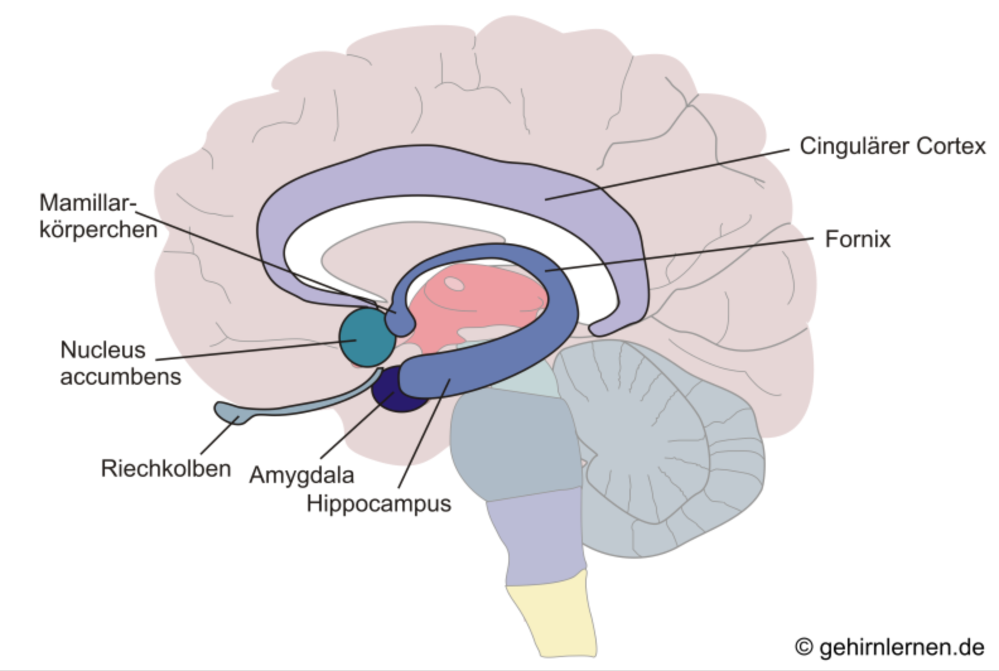 Cingulärer Cortex
Mamillar-
körperchen
Fornix
Nucleus
accumbens
Riechkolben
Amygdala
Hippocampus
© gehirnlernen.de